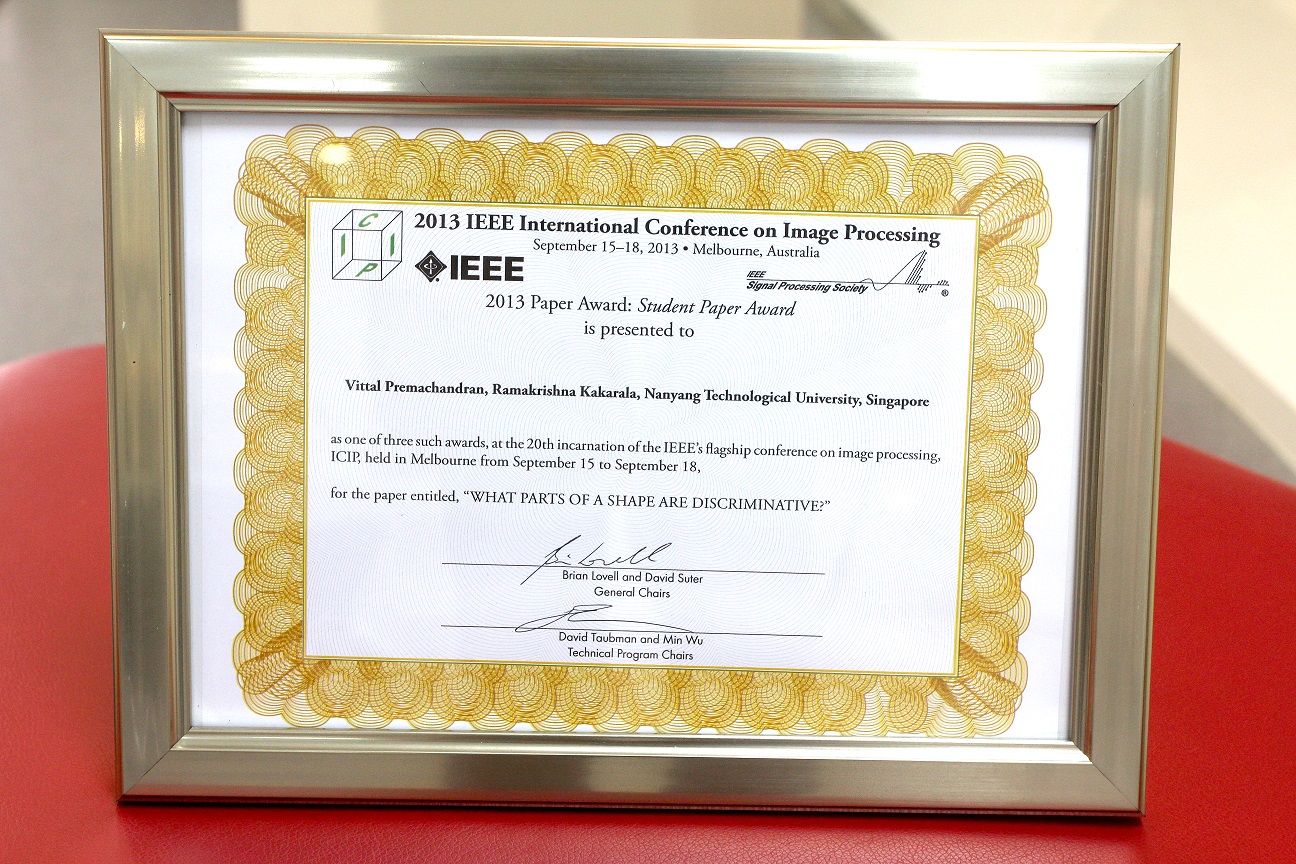 2013 IEEE International Conference on Image Processing
September 15–18, 2013 • Melbourne, Australia
C
I I
P
IEEE
IEEE
Signal Processing Society
®
2013 Paper Award: Student Paper Award
is presented to
Vittal Premachandran, Ramakrishna Kakarala, Nanyang Technological University, Singapore
as one of three such awards, at the 20th incarnation of the IEEE's flagship conference on image processing,
ICIP, held in Melbourne from September 15 to September 18,
for the paper entitled, “WHAT PARTS OF A SHAPE ARE DISCRIMINATIVE?”
Brian Lovell
Brian Lovell and David Suter
General Chairs
David Taubman and Min Wu
Technical Program Chairs